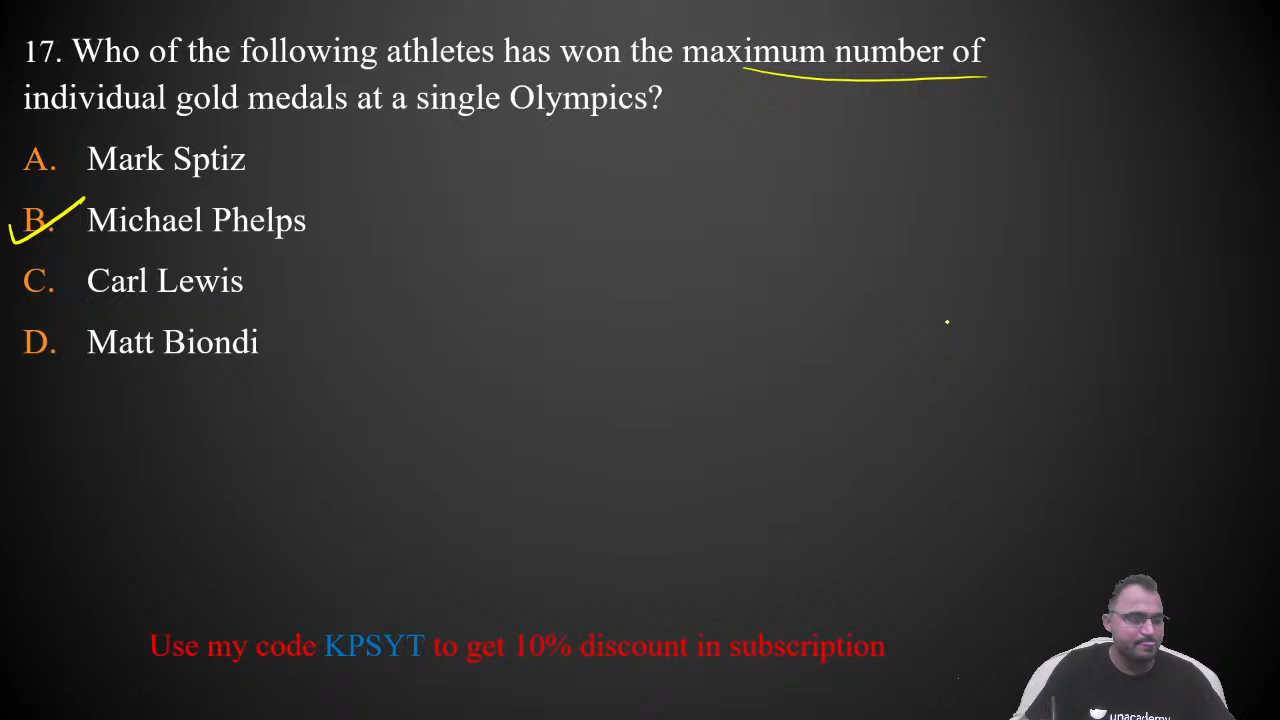 17. Who of the following athletes has won the maximum number of
individual gold medals at a single Olympics?
A. Mark Sptiz
B. Michael Phelps
C. Carl Lewis
D. Matt Biondi
Use my code KPSYT to get 10% discount in subscription
unacademy